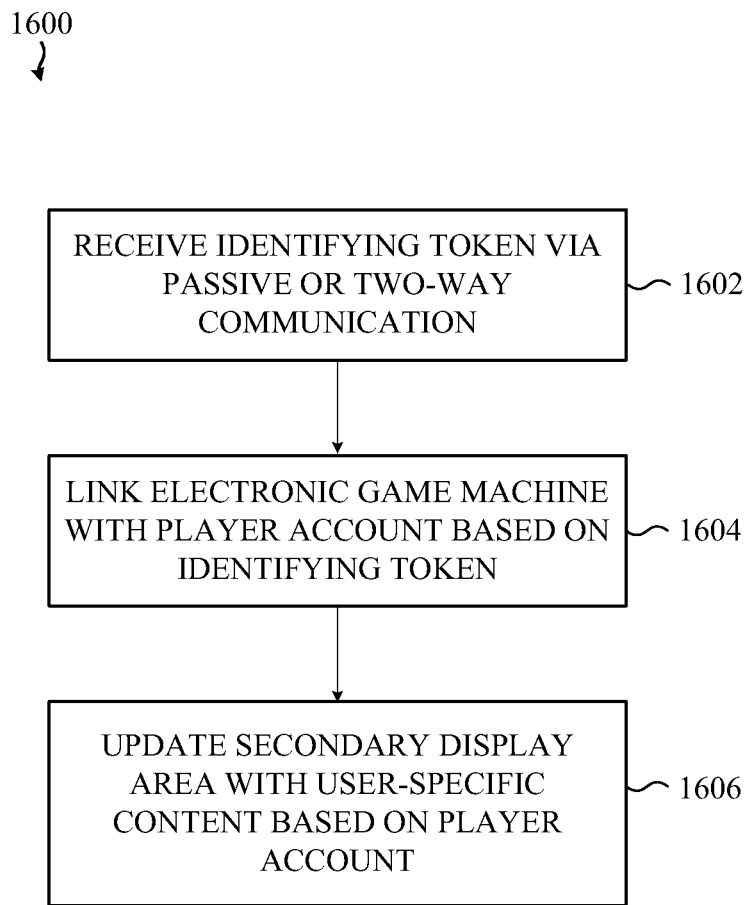 1600
RECEIVE IDENTIFYING TOKEN VIA
PASSIVE OR TWO-WAY
COMMUNICATION
1602
LINK ELECTRONIC GAME MACHINE
WITH PLAYER ACCOUNT BASED ON
IDENTIFYING TOKEN
1604
UPDATE SECONDARY DISPLAY
AREA WITH USER-SPECIFIC
CONTENT BASED ON PLAYER
ACCOUNT
1606